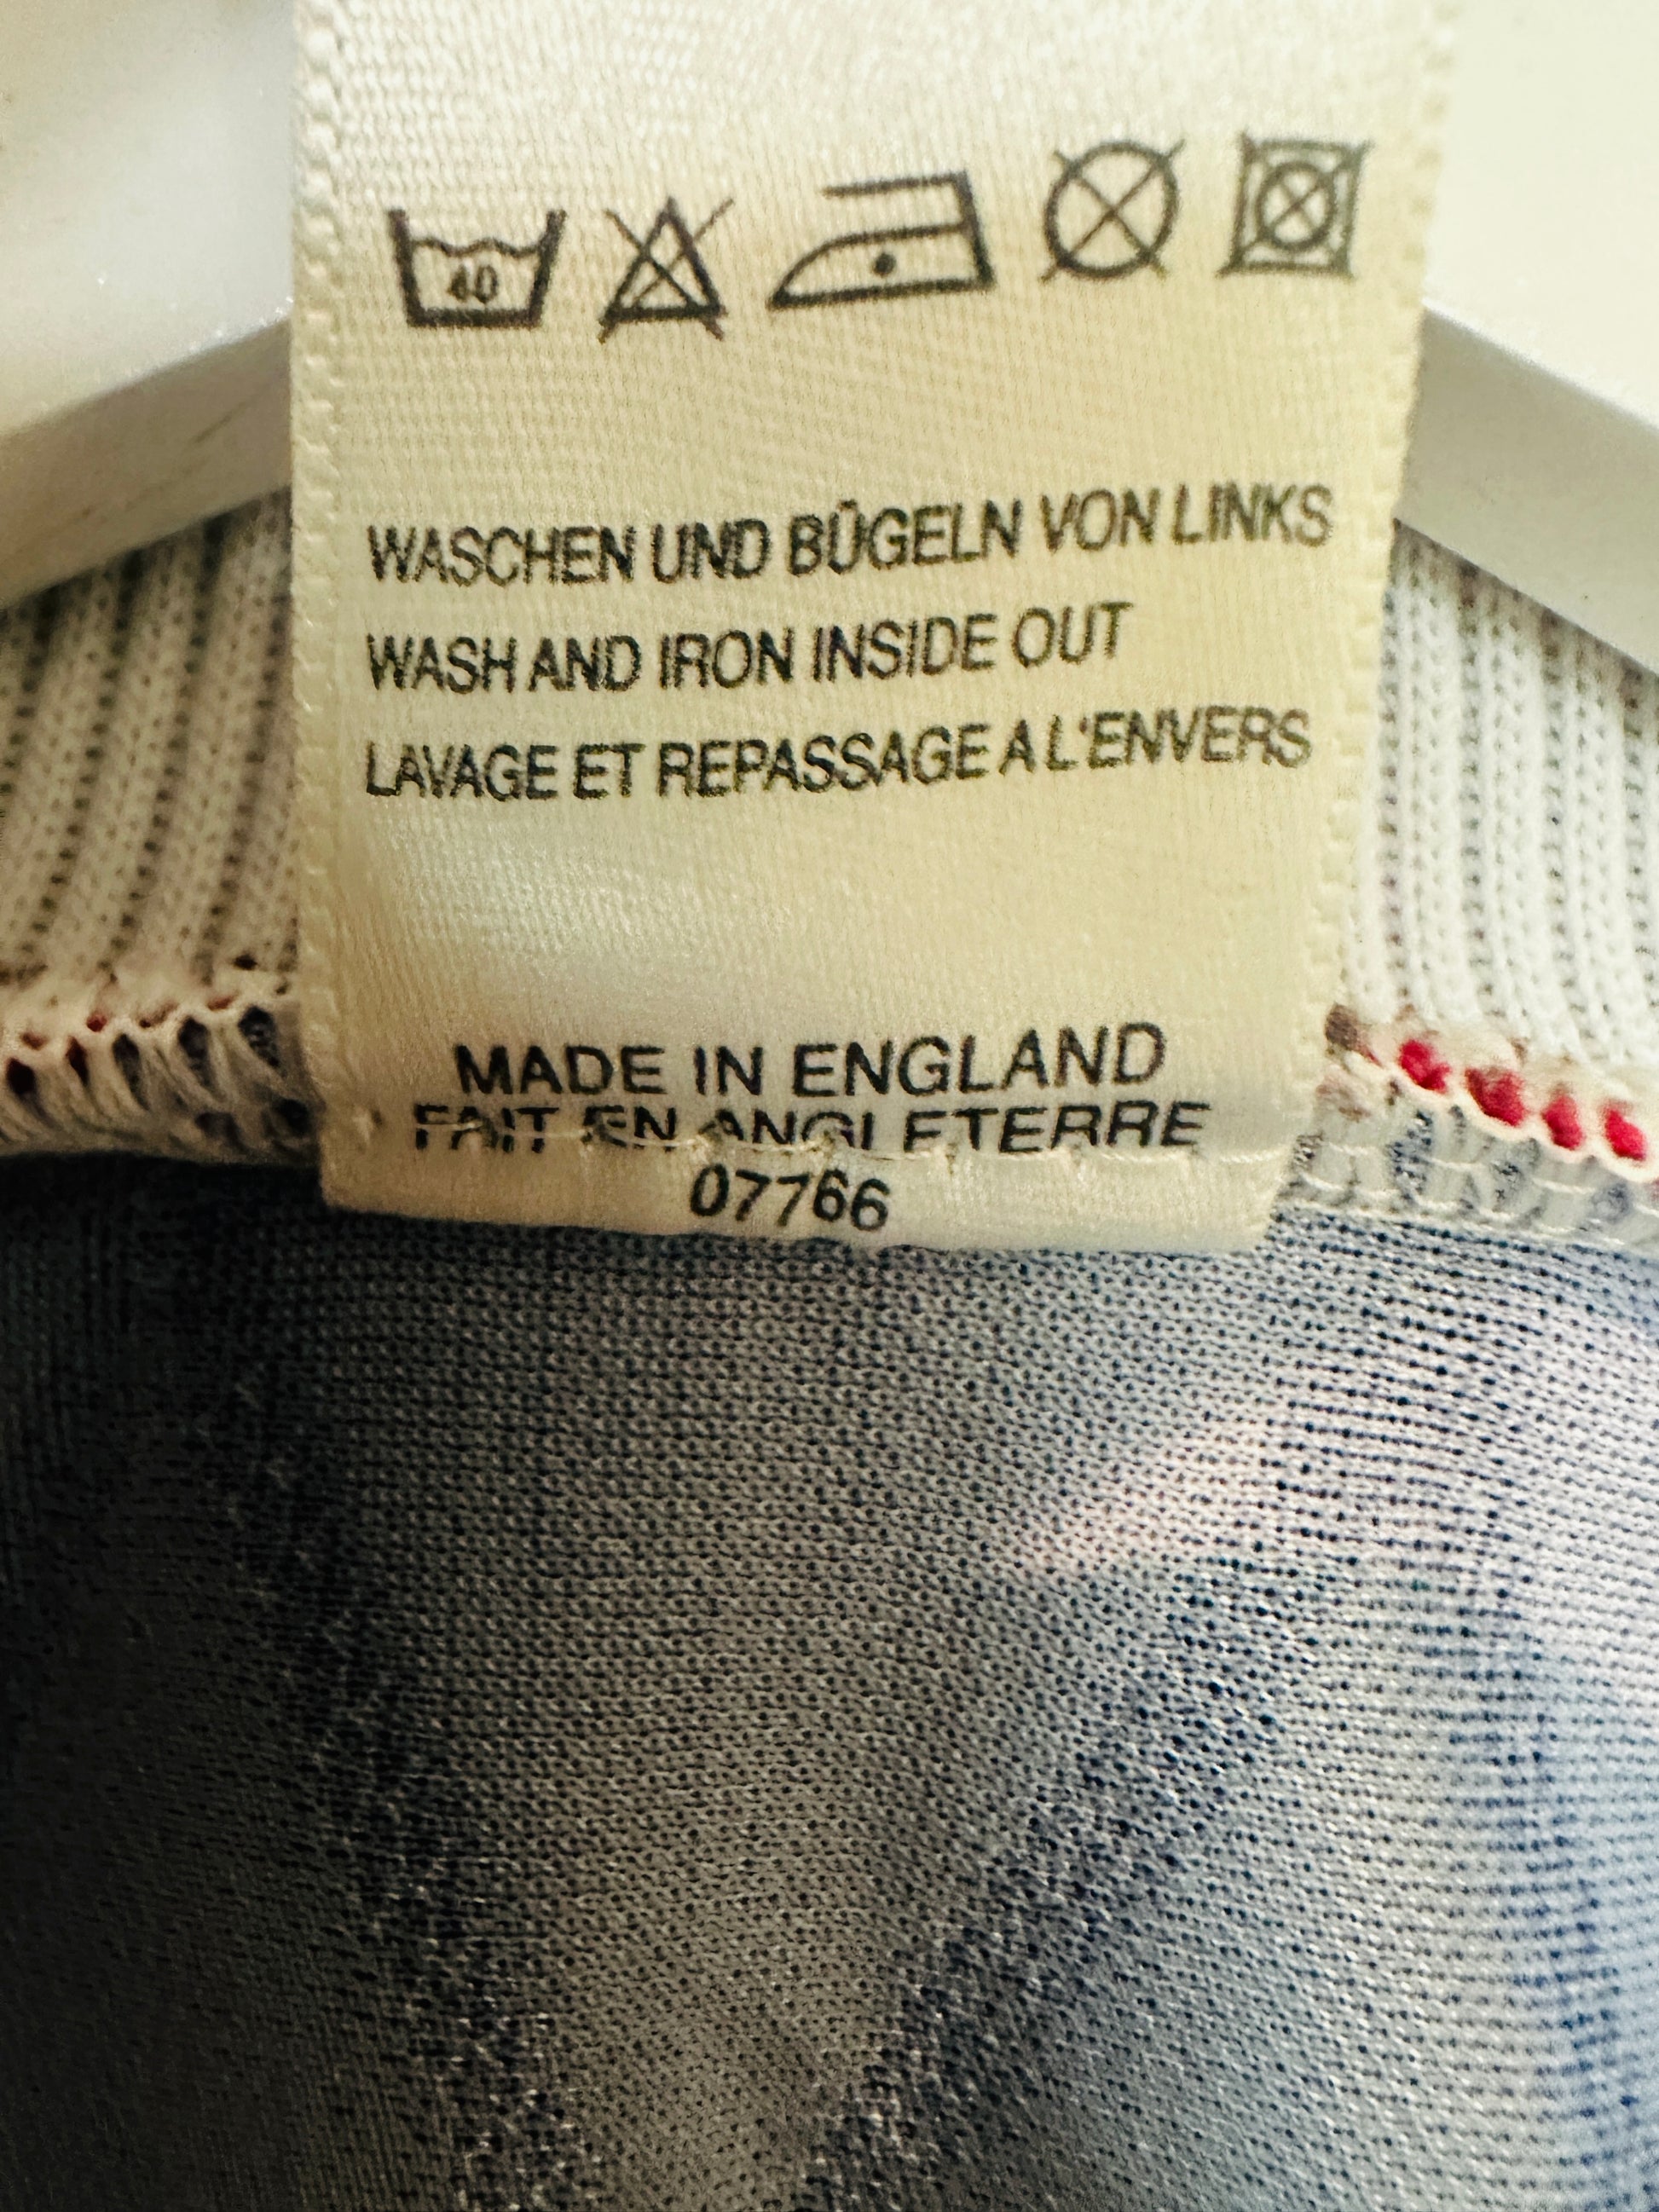 40
WASCHEN UND BÜGELN VON LINKS
WASH AND IRON INSIDE OUT
LAVAGE ET REPASSAGE A L'ENVERS
MADE IN ENGLAND
FAIT EN ANGLETERRE
07766